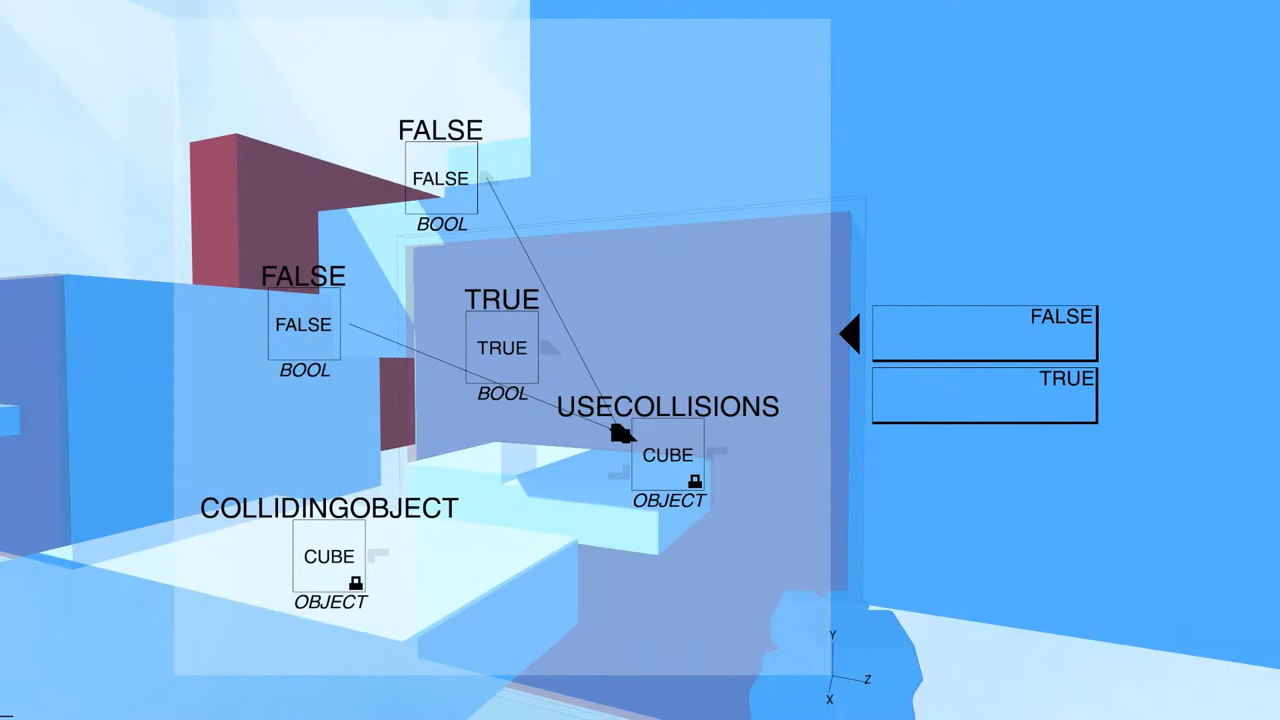 FALSE
FALSE
BOOL
FALSE
FALSE
BOOL
TRUE
TRUE
BOOL
USECOLLISIONS
CUBE
OBJECT
COLLIDINGOBJECT
CUBE
OBJECT
FALSE
TRUE
Y
Z
X